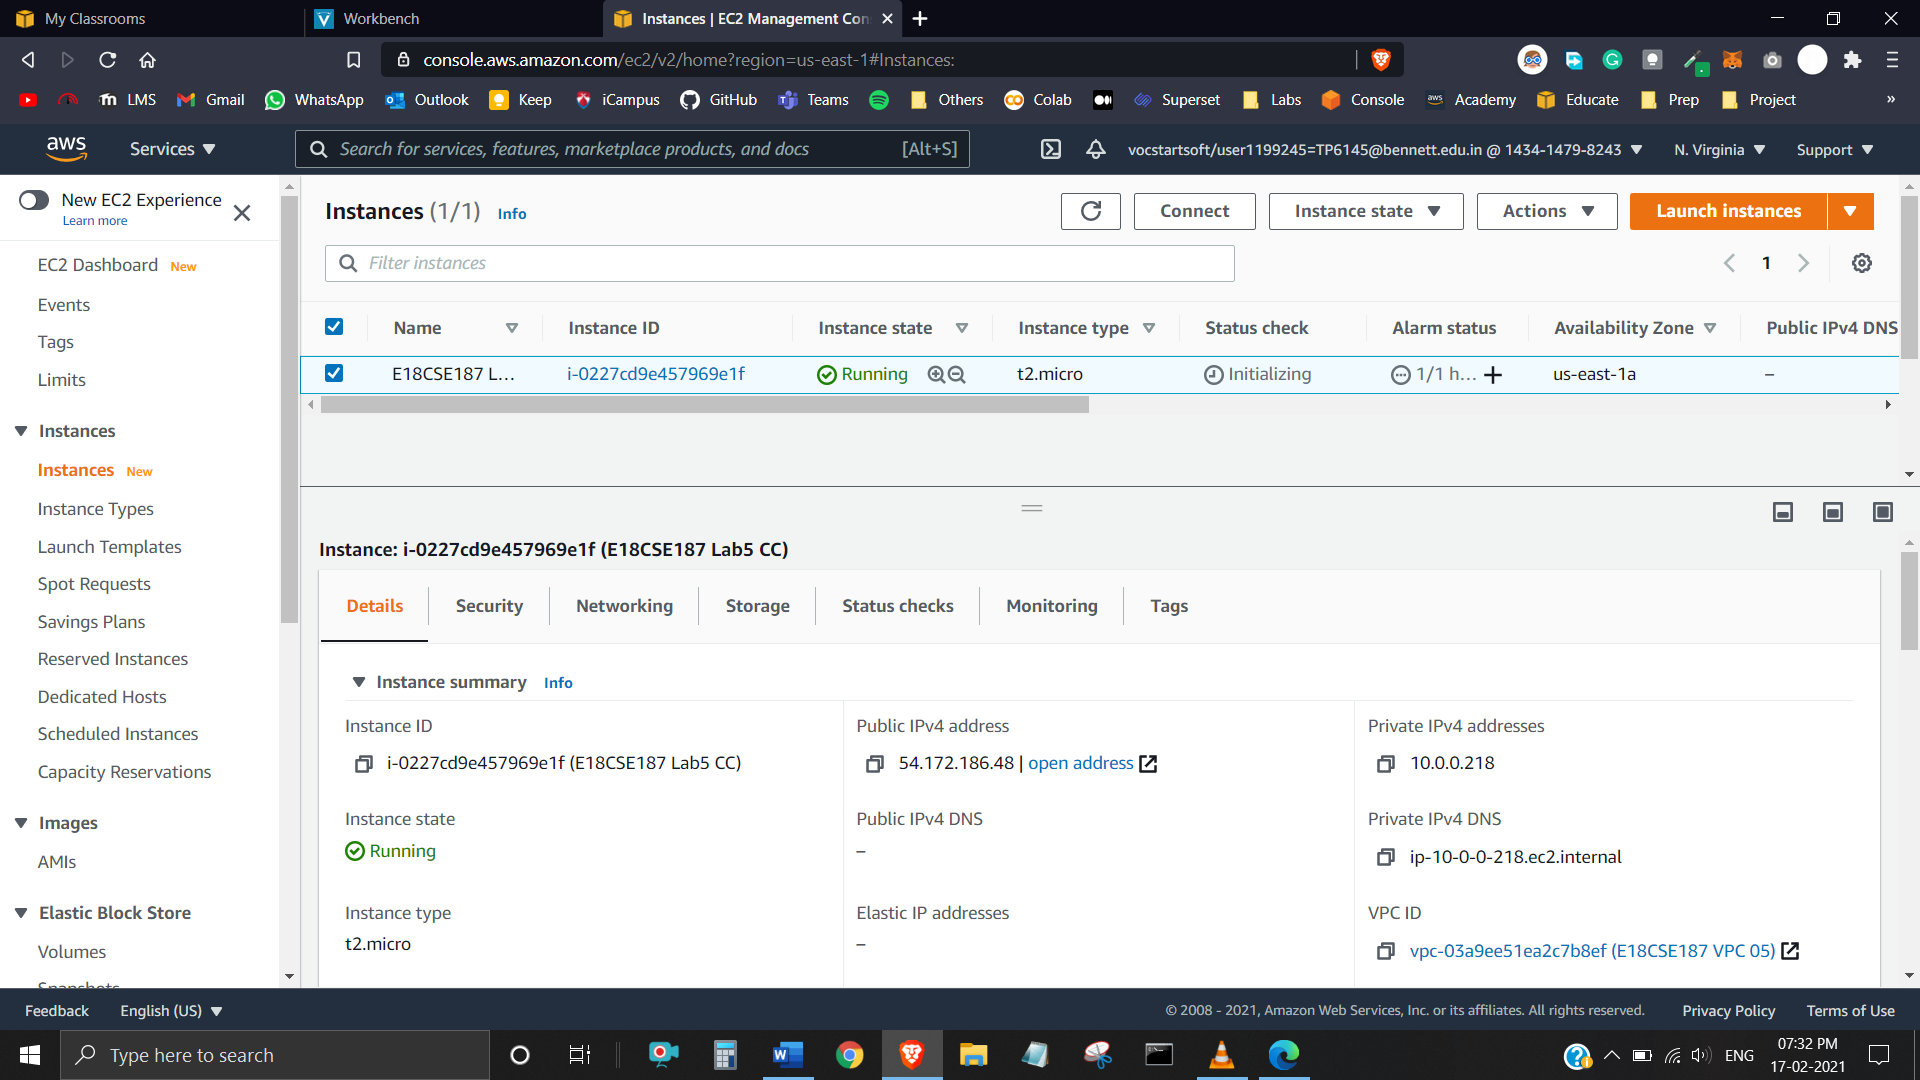 My Classrooms
Workbench
Instances | EC2 Management Con
console.aws.amazon.com/ec2/v2/home?region=us-east-1#Instances:
LMS Gmail WhatsApp Outlook Keep iCampus GitHub Teams Others Colab Superset Labs Console Academy Educate Prep Project »
aws Services Search for services, features, marketplace products, and docs [Alt+S] vocstartsoft/user1199245=TP6145@bennett.edu.in @ 1434-1479-8243 N. Virginia Support
New EC2 Experience
Learn more
EC2 Dashboard New
Events
Tags
Limits
Instances
Instances New
Instance Types
Launch Templates
Spot Requests
Savings Plans
Reserved Instances
Dedicated Hosts
Scheduled Instances
Capacity Reservations
Images
AMIs
Elastic Block Store
Volumes
Snapshots
Instances (1/1) Info
Connect Instance state Actions Launch instances
Filter instances
1
Name Instance ID Instance state Instance type Status check Alarm status Availability Zone Public IPv4 DNS
E18CSE187 L... i-0227cd9e457969e1f Running t2.micro Initializing 1/1 h... + us-east-1a –
Instance: i-0227cd9e457969e1f (E18CSE187 Lab5 CC)
Details Security Networking Storage Status checks Monitoring Tags
Instance summary Info
Instance ID
i-0227cd9e457969e1f (E18CSE187 Lab5 CC)
Public IPv4 address
54.172.186.48 | open address
Private IPv4 addresses
10.0.0.218
Instance state
Running
Public IPv4 DNS
–
Private IPv4 DNS
ip-10-0-0-218.ec2.internal
Instance type
t2.micro
Elastic IP addresses
–
VPC ID
vpc-03a9ee51ea2c7b8ef (E18CSE187 VPC 05)
Feedback English (US) © 2008 - 2021, Amazon Web Services, Inc. or its affiliates. All rights reserved. Privacy Policy Terms of Use
Type here to search
ENG
07:32 PM
17-02-2021